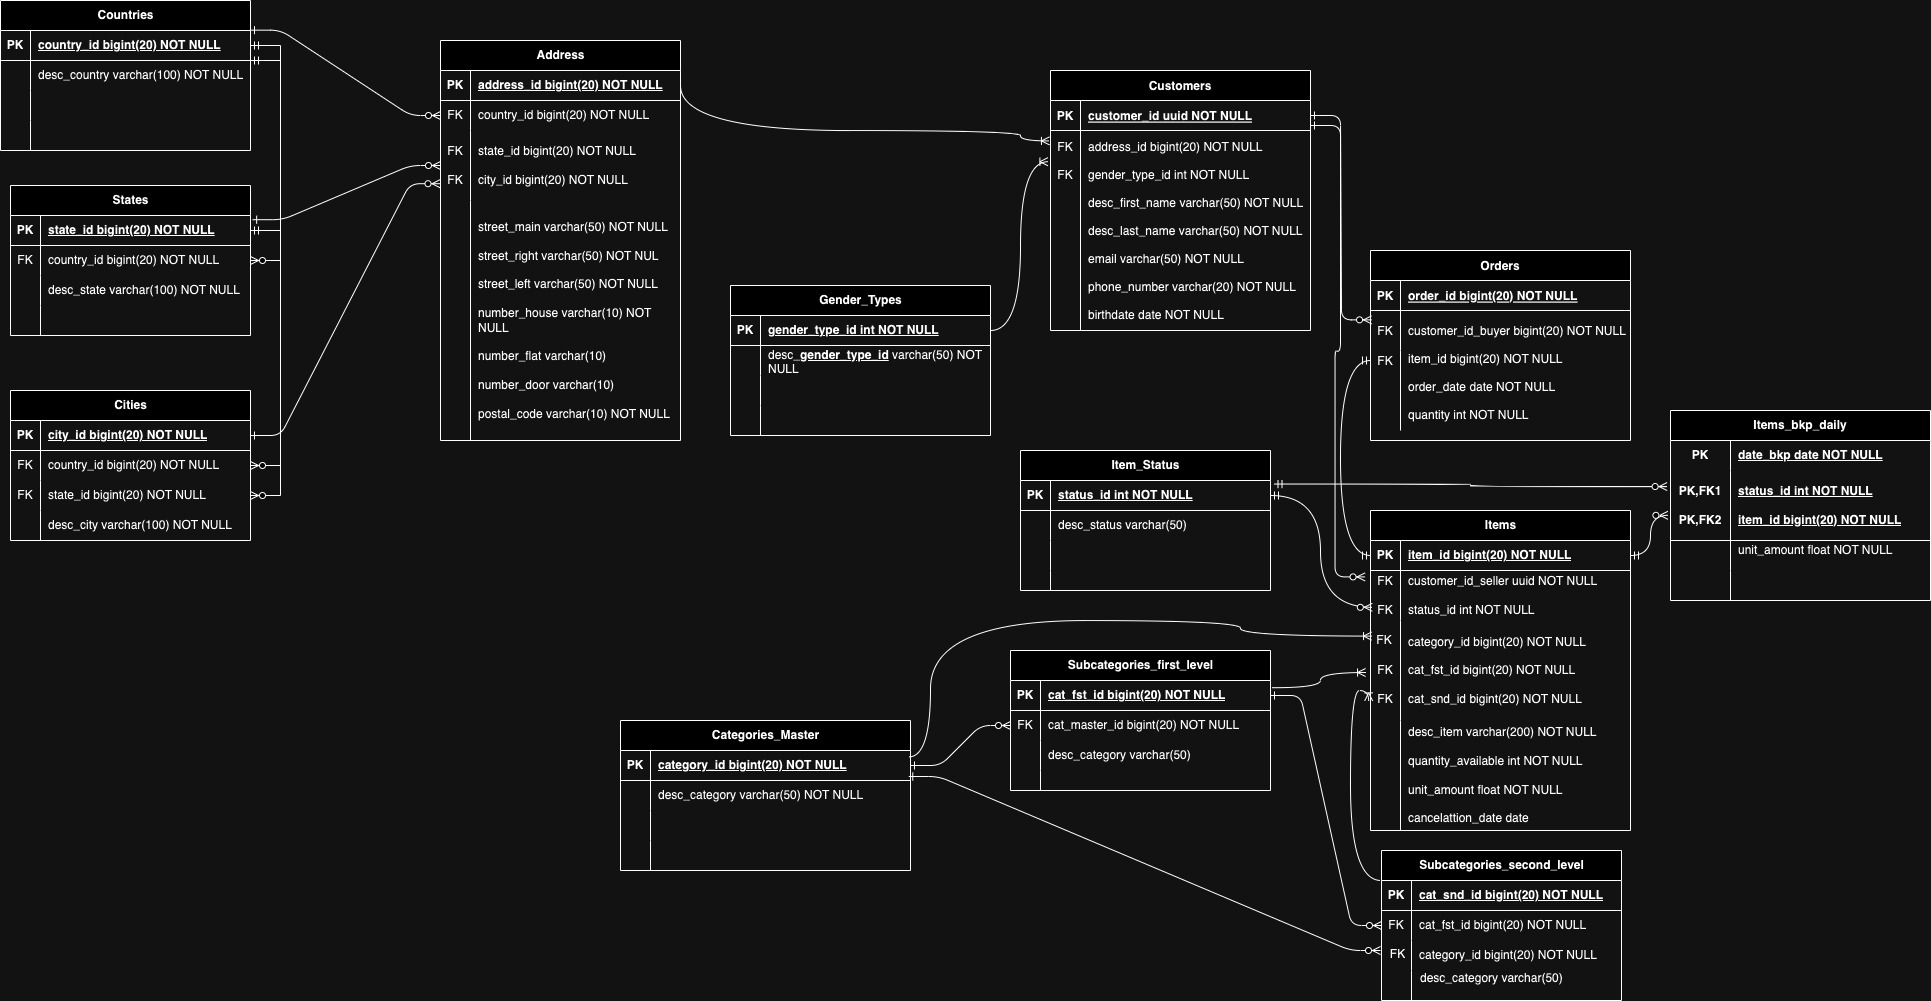 Countries
PK country_id bigint(20) NOT NULL
desc_country varchar(100) NOT NULL
States
PK state_id bigint(20) NOT NULL
FK country_id bigint(20) NOT NULL
desc_state varchar(100) NOT NULL
Cities
PK city_id bigint(20) NOT NULL
FK country_id bigint(20) NOT NULL
FK state_id bigint(20) NOT NULL
desc_city varchar(100) NOT NULL
Address
PK address_id bigint(20) NOT NULL
FK country_id bigint(20) NOT NULL
FK state_id bigint(20) NOT NULL
FK city_id bigint(20) NOT NULL
street_main varchar(50) NOT NULL
street_right varchar(50) NOT NUL
street_left varchar(50) NOT NULL
number_house varchar(10) NOT
NULL
number_flat varchar(10)
number_door varchar(10)
postal_code varchar(10) NOT NULL
Gender_Types
PK gender_type_id int NOT NULL
desc_gender_type_id varchar(50) NOT
NULL
Customers
PK customer_id uuid NOT NULL
FK address_id bigint(20) NOT NULL
FK gender_type_id int NOT NULL
desc_first_name varchar(50) NOT NULL
desc_last_name varchar(50) NOT NULL
email varchar(50) NOT NULL
phone_number varchar(20) NOT NULL
birthdate date NOT NULL
Orders
PK order_id bigint(20) NOT NULL
FK customer_id_buyer bigint(20) NOT NULL
FK item_id bigint(20) NOT NULL
order_date date NOT NULL
quantity int NOT NULL
Items_bkp_daily
PK date_bkp date NOT NULL
PK,FK1 status_id int NOT NULL
PK,FK2 item_id bigint(20) NOT NULL
unit_amount float NOT NULL
Item_Status
PK status_id int NOT NULL
desc_status varchar(50)
Items
PK item_id bigint(20) NOT NULL
FK customer_id_seller uuid NOT NULL
FK status_id int NOT NULL
FK category_id bigint(20) NOT NULL
FK cat_fst_id bigint(20) NOT NULL
FK cat_snd_id bigint(20) NOT NULL
desc_item varchar(200) NOT NULL
quantity_available int NOT NULL
unit_amount float NOT NULL
cancelattion_date date
Subcategories_first_level
PK cat_fst_id bigint(20) NOT NULL
FK cat_master_id bigint(20) NOT NULL
desc_category varchar(50)
Categories_Master
PK category_id bigint(20) NOT NULL
desc_category varchar(50) NOT NULL
Subcategories_second_level
PK cat_snd_id bigint(20) NOT NULL
FK cat_fst_id bigint(20) NOT NULL
FK category_id bigint(20) NOT NULL
desc_category varchar(50)